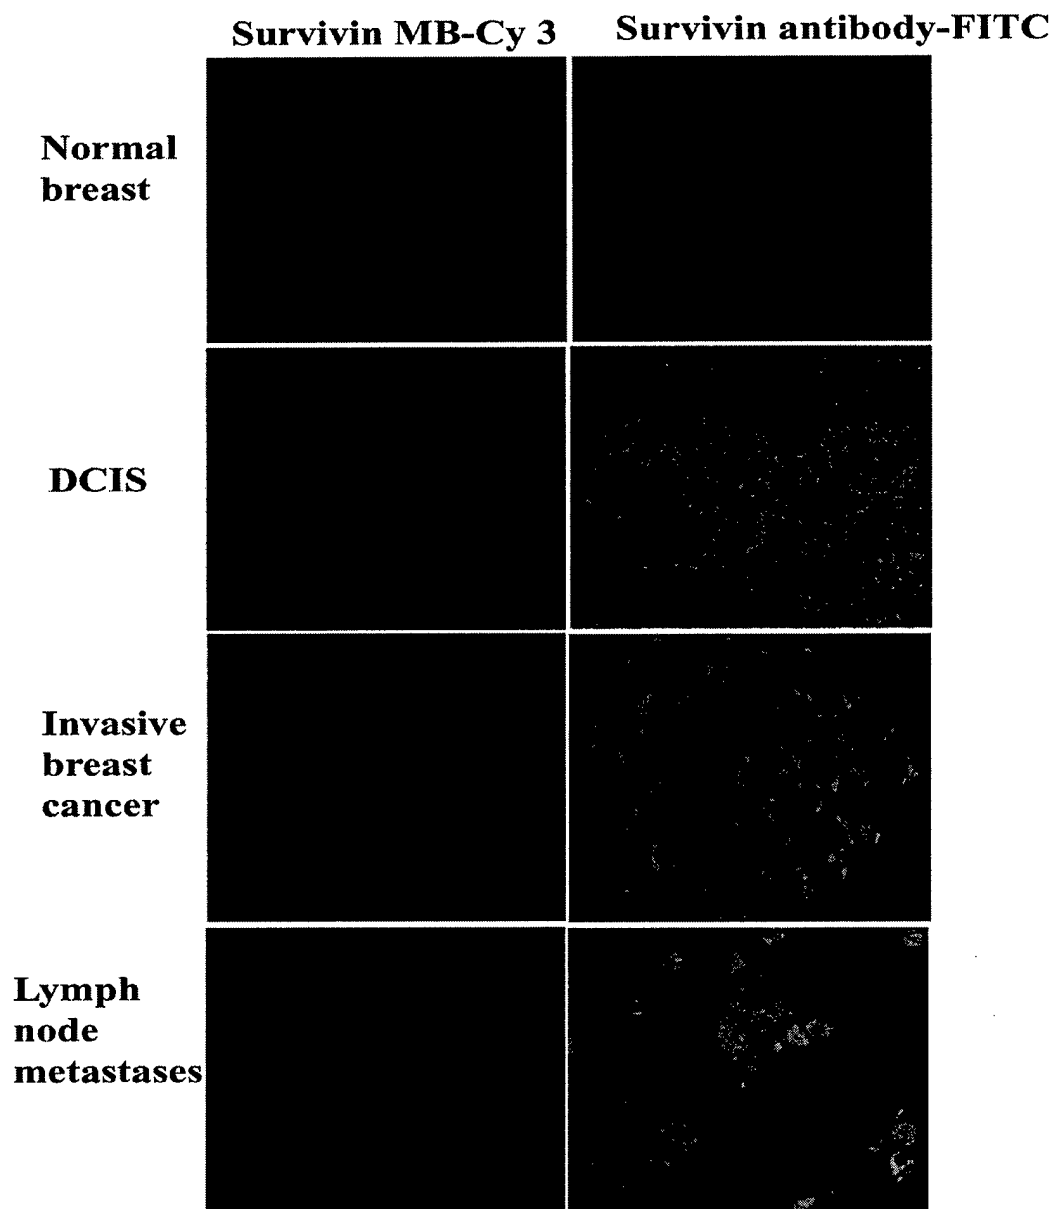 Survivin MB-Cy 3
Survivin antibody-FITC
Normal
breast
DCIS
Invasive
breast
cancer
Lymph
node
metastases